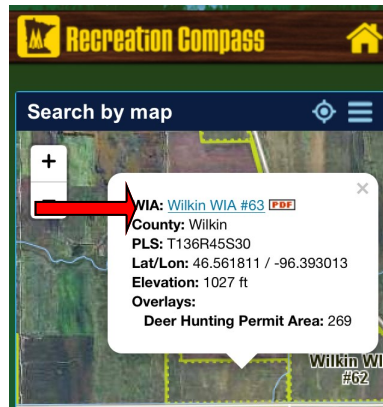 Recreation Compass
Search by map
+
×
WIA: Wilkin WIA #63 PDF
County: Wilkin
PLS: T136R45S30
Lat/Lon: 46.561811 / -96.393013
Elevation: 1027 ft
Overlays:
Deer Hunting Permit Area: 269
Wilkin WI
#62